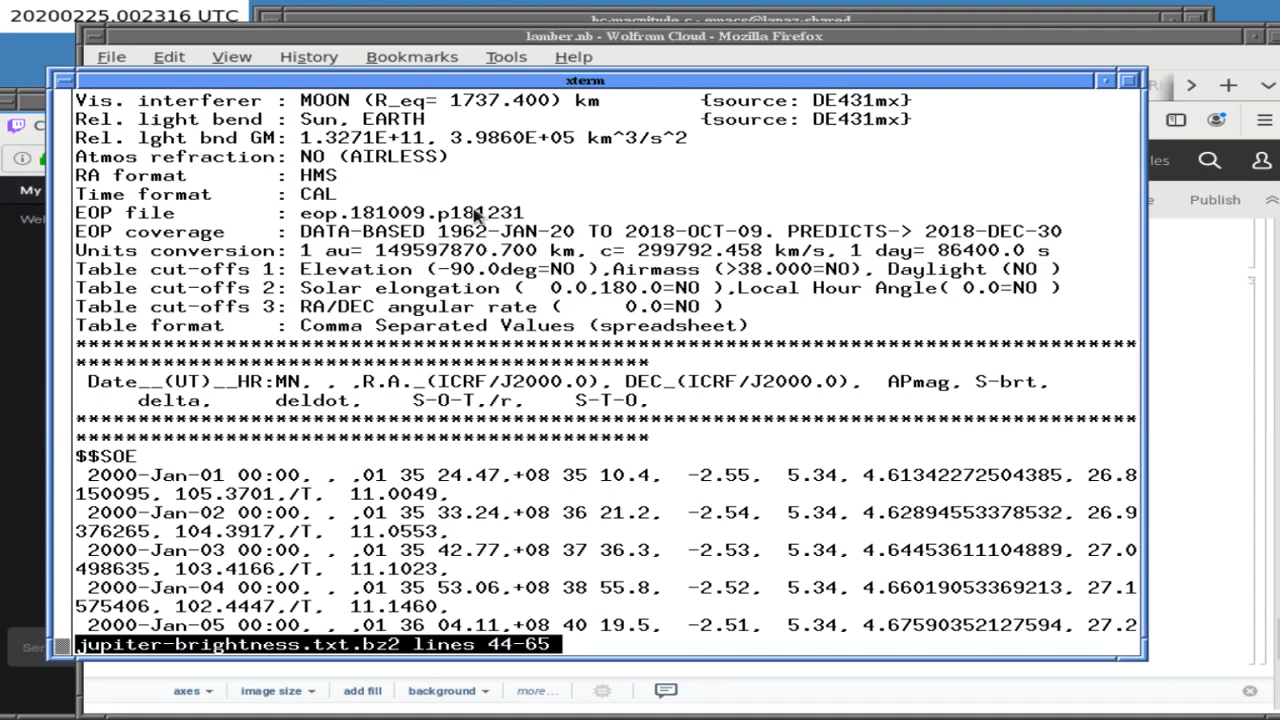 20200225.002316 UTC
bc-magnitude.c - emacs@lapaz-shared
lamber.nb - Wolfram Cloud - Mozilla Firefox
File Edit View History Bookmarks Tools Help
xterm
Vis. interferer : MOON (R_eq= 1737.400) km {source: DE431mx}
Rel. light bend : Sun, EARTH {source: DE431mx}
Rel. lght bnd GM: 1.3271E+11, 3.9860E+05 km^3/s^2
Atmos refraction: NO (AIRLESS)
RA format : HMS
Time format : CAL
EOP file : eop.181009.p181231
EOP coverage : DATA-BASED 1962-JAN-20 TO 2018-OCT-09. PREDICTS-> 2018-DEC-30
Units conversion: 1 au= 149597870.700 km, c= 299792.458 km/s, 1 day= 86400.0 s
Table cut-offs 1: Elevation (-90.0deg=NO ),Airmass (>38.000=NO), Daylight (NO )
Table cut-offs 2: Solar elongation ( 0.0,180.0=NO ),Local Hour Angle( 0.0=NO )
Table cut-offs 3: RA/DEC angular rate ( 0.0=NO )
Table format : Comma Separated Values (spreadsheet)
*************************************************************************************
**********************************************
Date__(UT)__HR:MN, , ,R.A._(ICRF/J2000.0), DEC_(ICRF/J2000.0), APmag, S-brt,
delta, deldot, S-O-T,/r, S-T-O,
*************************************************************************************
**********************************************
$$SOE
2000-Jan-01 00:00, , ,01 35 24.47,+08 35 10.4, -2.55, 5.34, 4.61342272504385, 26.8
150095, 105.3701,/T, 11.0049,
2000-Jan-02 00:00, , ,01 35 33.24,+08 36 21.2, -2.54, 5.34, 4.62894553378532, 26.9
376265, 104.3917,/T, 11.0553,
2000-Jan-03 00:00, , ,01 35 42.77,+08 37 36.3, -2.53, 5.34, 4.64453611104889, 27.0
498635, 103.4166,/T, 11.1023,
2000-Jan-04 00:00, , ,01 35 53.06,+08 38 55.8, -2.52, 5.34, 4.66019053369213, 27.1
575406, 102.4447,/T, 11.1460,
2000-Jan-05 00:00, , ,01 36 04.11,+08 40 19.5, -2.51, 5.34, 4.67590352127594, 27.2
jupiter-brightness.txt.bz2 lines 44-65
My
Publish
axes image size add fill background more...